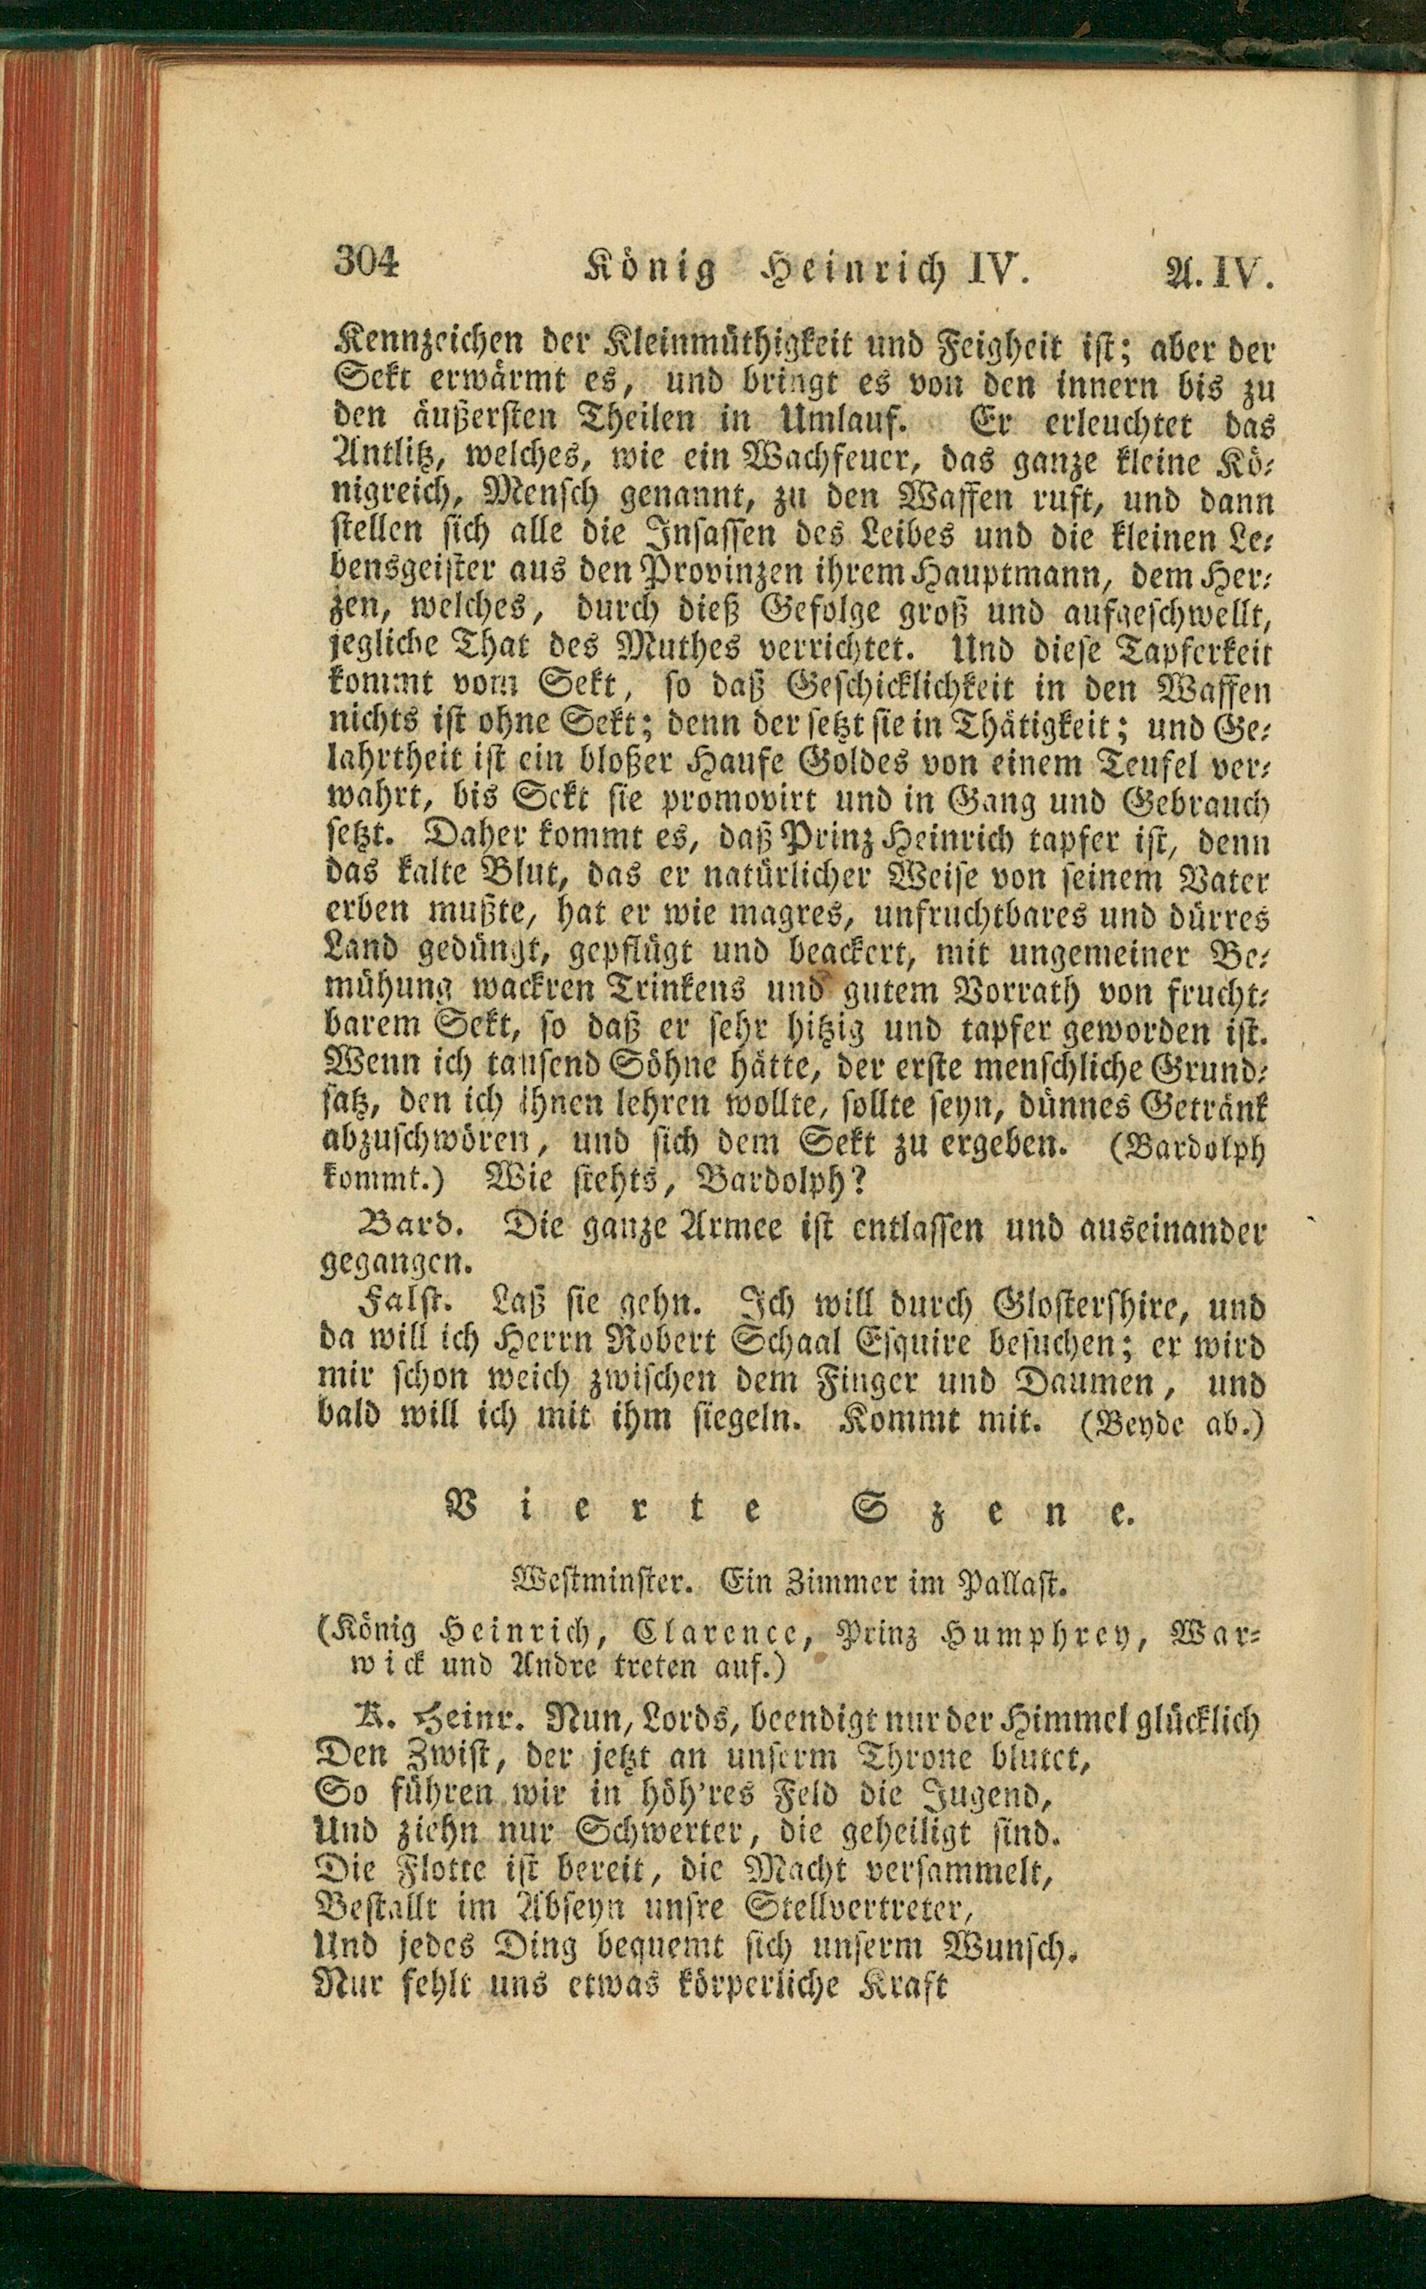 304 König Heinrich IV. A. IV.
Kennzeichen der Kleinmüthigkeit und Feigheit ist; aber der
Sekt erwärmt es, und bringt es von den innern bis zu
den äußersten Theilen in Umlauf. Er erleuchtet das
Antlitz, welches, wie ein Wachfeuer, das ganze kleine Kö-
nigreich, Mensch genannt, zu den Waffen ruft, und dann
stellen sich alle die Insassen des Leibes und die kleinen Le-
bensgeister aus den Provinzen ihrem Hauptmann, dem Her-
zen, welches, durch dieß Gefolge groß und aufgeschwellt,
jegliche That des Muthes verrichtet. Und diese Tapferkeit
kommt vom Sekt, so daß Geschicklichkeit in den Waffen
nichts ist ohne Sekt; denn der setzt sie in Thätigkeit; und Ge-
lahrtheit ist ein bloßer Haufe Goldes von einem Teufel ver-
wahrt, bis Sekt sie promovirt und in Gang und Gebrauch
setzt. Daher kommt es, daß Prinz Heinrich tapfer ist, denn
das kalte Blut, das er natürlicher Weise von seinem Vater
erben mußte, hat er wie magres, unfruchtbares und dürres
Land gedüngt, gepflügt und beackert, mit ungemeiner Be-
mühung wackren Trinkens und gutem Vorrath von frucht-
barem Sekt, so daß er sehr hitzig und tapfer geworden ist.
Wenn ich tausend Söhne hätte, der erste menschliche Grund-
satz, den ich ihnen lehren wollte, sollte seyn, dünnes Getränk
abzuschwören, und sich dem Sekt zu ergeben. (Bardolph
kommt.) Wie stehts, Bardolph?
Bard. Die ganze Armee ist entlassen und auseinander
gegangen.
Falst. Laß sie gehn. Ich will durch Glostershire, und
da will ich Herrn Robert Schaal Esquire besuchen; er wird
mir schon weich zwischen dem Finger und Daumen, und
bald will ich mit ihm siegeln. Kommt mit. (Beyde ab.)
Vierte Szene.
Westminster. Ein Zimmer im Pallast.
(König Heinrich, Clarence, Prinz Humphrey, War-
wick und Andre treten auf.)
K. Heinr. Nun, Lords, beendigt nur der Himmel glücklich
Den Zwist, der jetzt an unserm Throne blutet,
So führen wir in höh'res Feld die Jugend,
Und ziehn nur Schwerter, die geheiligt sind.
Die Flotte ist bereit, die Macht versammelt,
Bestallt im Abseyn unsre Stellvertreter,
Und jedes Ding bequemt sich unserm Wunsch.
Nur fehlt uns etwas körperliche Kraft